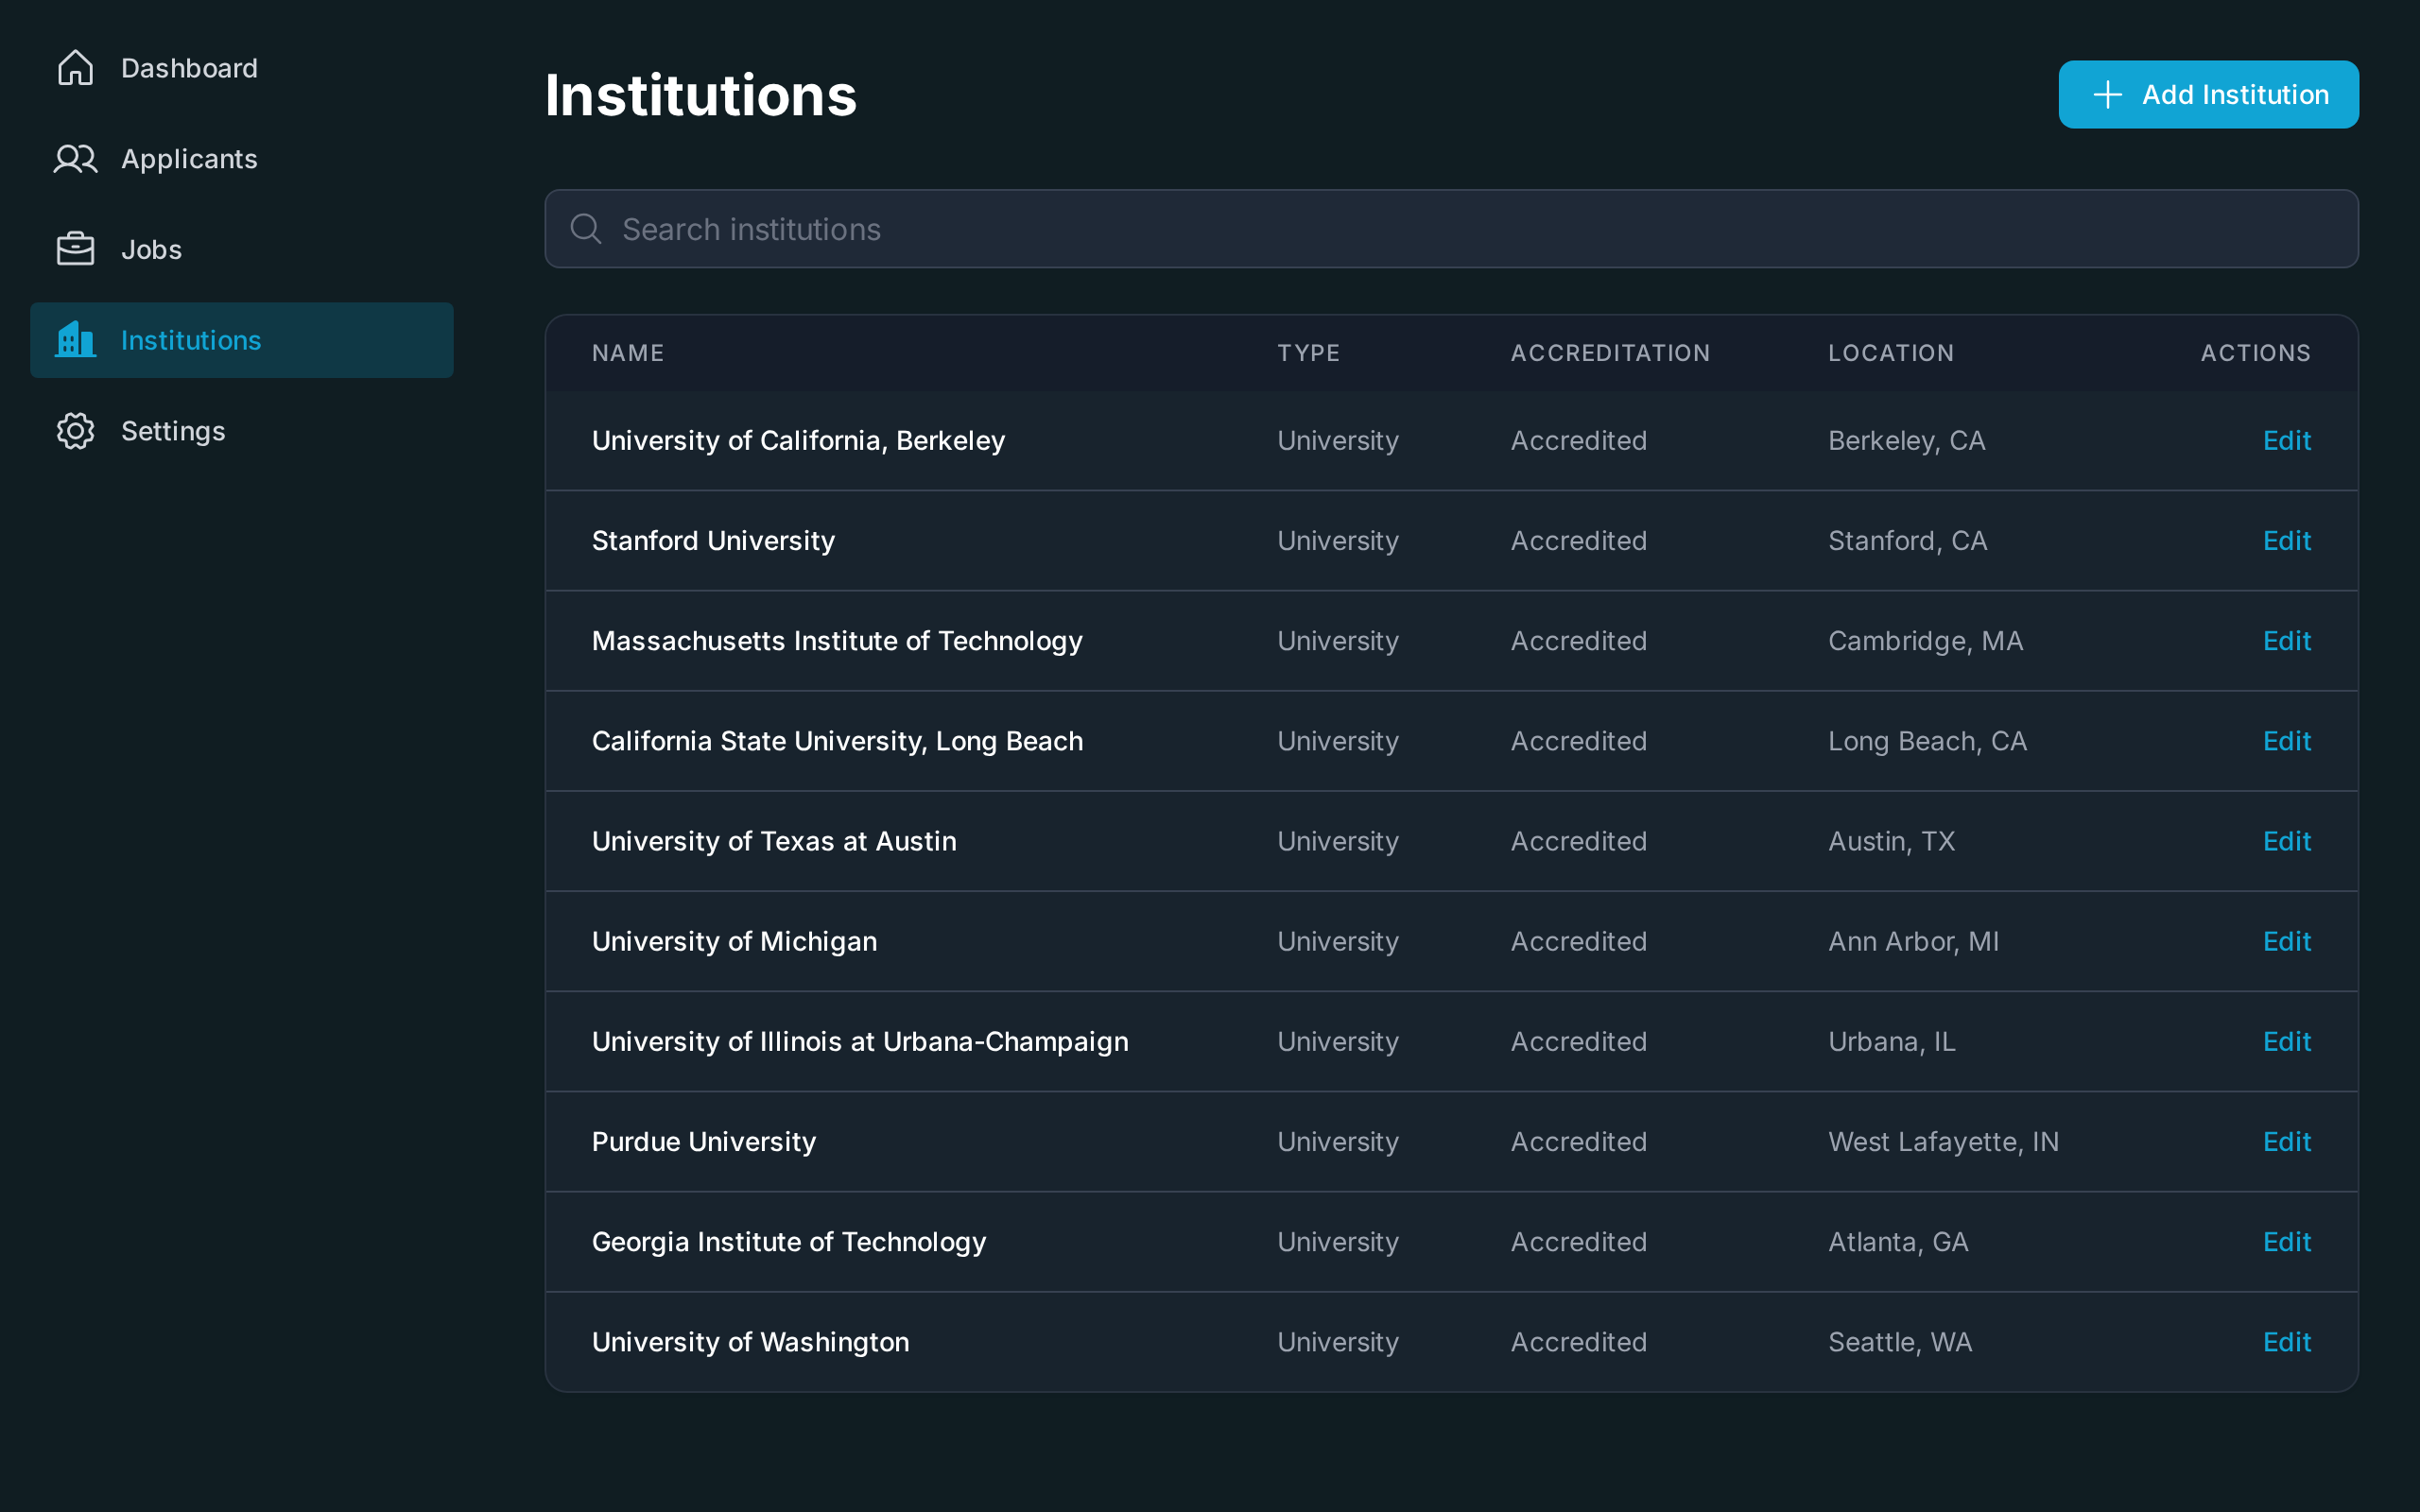 Dashboard
Applicants
Jobs
Institutions
Settings
Institutions
Add Institution
Search institutions
NAME TYPE ACCREDITATION LOCATION ACTIONS
University of California, Berkeley University Accredited Berkeley, CA Edit
Stanford University University Accredited Stanford, CA Edit
Massachusetts Institute of Technology University Accredited Cambridge, MA Edit
California State University, Long Beach University Accredited Long Beach, CA Edit
University of Texas at Austin University Accredited Austin, TX Edit
University of Michigan University Accredited Ann Arbor, MI Edit
University of Illinois at Urbana-Champaign University Accredited Urbana, IL Edit
Purdue University University Accredited West Lafayette, IN Edit
Georgia Institute of Technology University Accredited Atlanta, GA Edit
University of Washington University Accredited Seattle, WA Edit